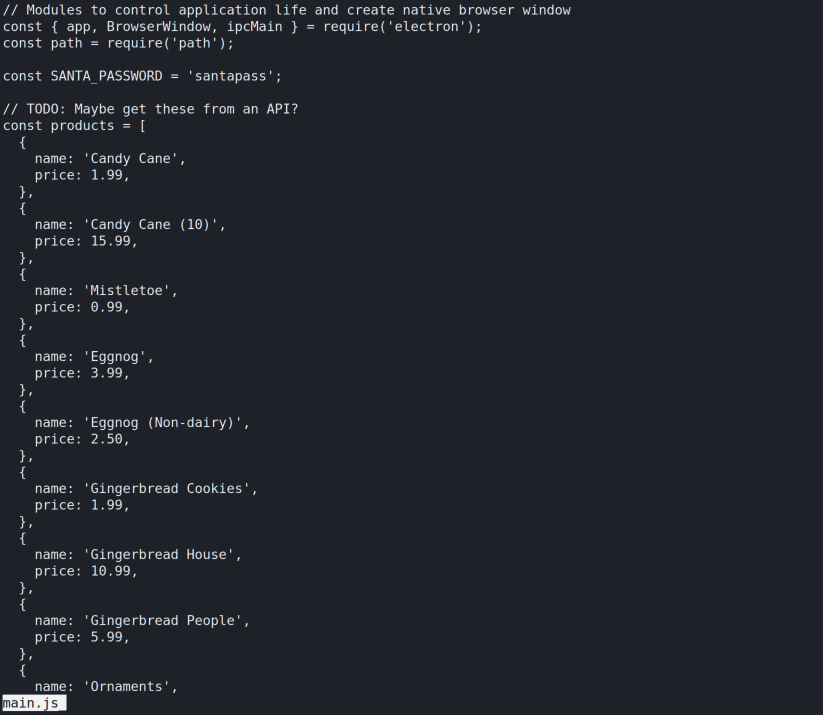 // Modules to control application life and create native browser window
const { app, BrowserWindow, ipcMain } = require('electron');
const path = require('path');

const SANTA_PASSWORD = 'santapass';

// TODO: Maybe get these from an API?
const products = [
  {
    name: 'Candy Cane',
    price: 1.99,
  },
  {
    name: 'Candy Cane (10)',
    price: 15.99,
  },
  {
    name: 'Mistletoe',
    price: 0.99,
  },
  {
    name: 'Eggnog',
    price: 3.99,
  },
  {
    name: 'Eggnog (Non-dairy)',
    price: 2.50,
  },
  {
    name: 'Gingerbread Cookies',
    price: 1.99,
  },
  {
    name: 'Gingerbread House',
    price: 10.99,
  },
  {
    name: 'Gingerbread People',
    price: 5.99,
  },
  {
    name: 'Ornaments',
main.js